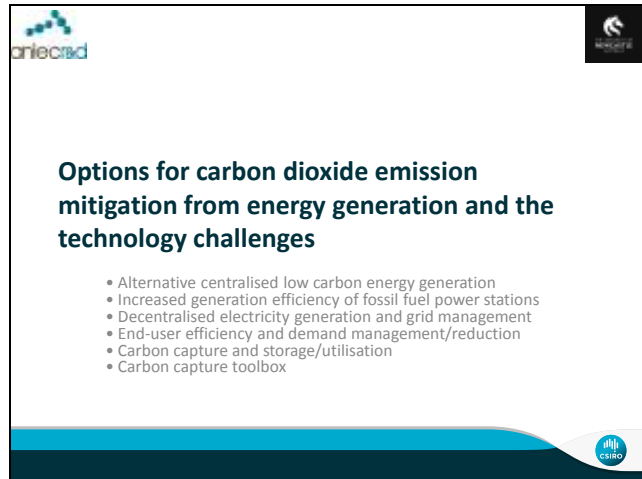 anlecr&d
Options for carbon dioxide emission
mitigation from energy generation and the
technology challenges
• Alternative centralised low carbon energy generation
• Increased generation efficiency of fossil fuel power stations
• Decentralised electricity generation and grid management
• End-user efficiency and demand management/reduction
• Carbon capture and storage/utilisation
• Carbon capture toolbox
CSIRO